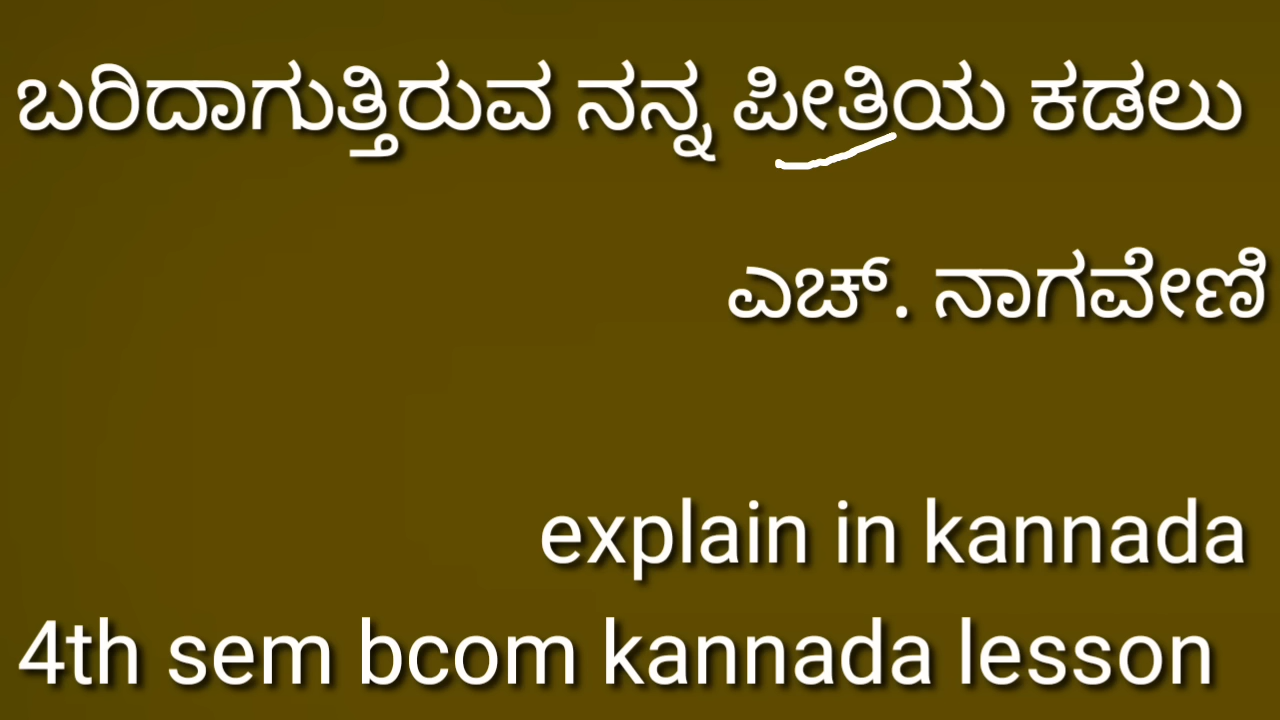 ಬರಿದಾಗುತ್ತಿರುವ ನನ್ನ ಪೀತಿಯ ಕಡಲು
ಎಚ್. ನಾಗವೇಣಿ
explain in kannada
4th sem bcom kannada lesson